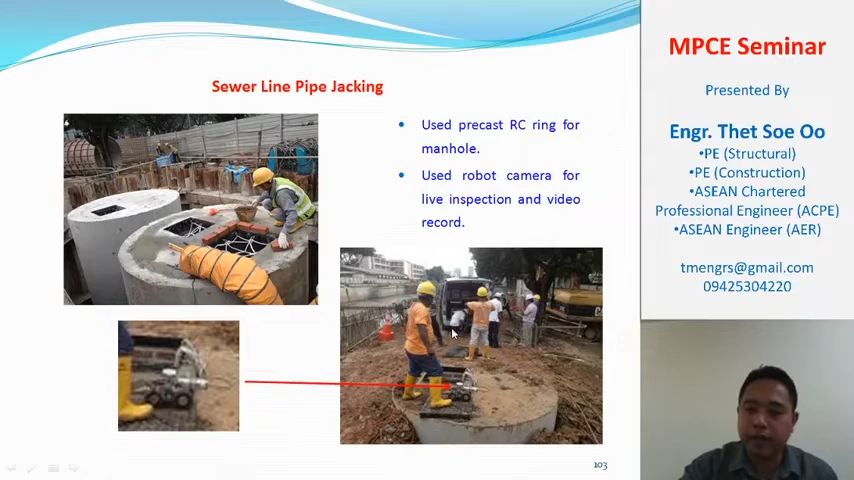 Sewer Line Pipe Jacking
• Used precast RC ring for
manhole.
• Used robot camera for
live inspection and video
record.
103
MPCE Seminar
Presented By
Engr. Thet Soe Oo
•PE (Structural)
•PE (Construction)
•ASEAN Chartered
Professional Engineer (ACPE)
•ASEAN Engineer (AER)
tmengrs@gmail.com
09425304220